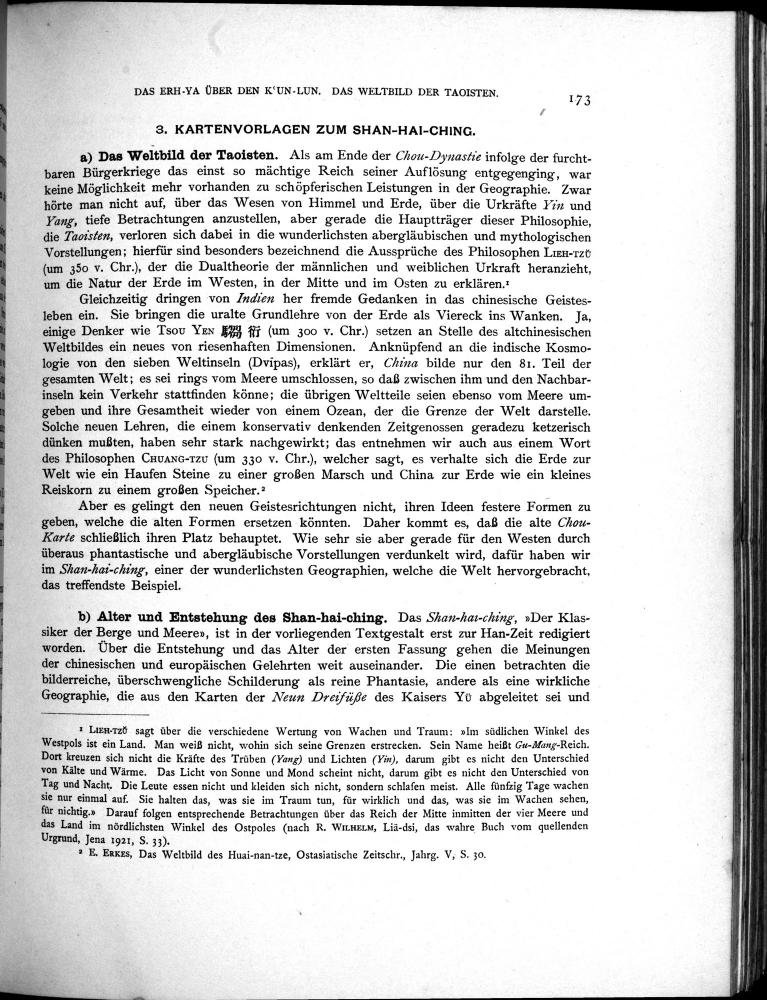 DAS ERH-YA ÜBER DEN K‘UN-LUN. DAS WELTBILD DER TAOISTEN.
173
3. KARTENVORLAGEN ZUM SHAN-HAI-CHING.
a) Das Weltbild der Taoisten. Als am Ende der Chou-Dynastie infolge der furcht-
baren Bürgerkriege das einst so mächtige Reich seiner Auflösung entgegenging, war
keine Möglichkeit mehr vorhanden zu schöpferischen Leistungen in der Geographie. Zwar
hörte man nicht auf, über das Wesen von Himmel und Erde, über die Urkräfte Yin und
Yang, tiefe Betrachtungen anzustellen, aber gerade die Hauptträger dieser Philosophie,
die Taoisten, verloren sich dabei in die wunderlichsten abergläubischen und mythologischen
Vorstellungen; hierfür sind besonders bezeichnend die Aussprüche des Philosophen LIEH-TZŬ
(um 350 v. Chr.), der die Dualtheorie der männlichen und weiblichen Urkraft heranzieht,
um die Natur der Erde im Westen, in der Mitte und im Osten zu erklären.¹
Gleichzeitig dringen von Indien her fremde Gedanken in das chinesische Geistes-
leben ein. Sie bringen die uralte Grundlehre von der Erde als Viereck ins Wanken. Ja,
einige Denker wie TSOU YEN 騶衍 (um 300 v. Chr.) setzen an Stelle des altchinesischen
Weltbildes ein neues von riesenhaften Dimensionen. Anknüpfend an die indische Kosmo-
logie von den sieben Weltinseln (Dvīpas), erklärt er, China bilde nur den 81. Teil der
gesamten Welt; es sei rings vom Meere umschlossen, so daß zwischen ihm und den Nachbar-
inseln kein Verkehr stattfinden könne; die übrigen Weltteile seien ebenso vom Meere um-
geben und ihre Gesamtheit wieder von einem Ozean, der die Grenze der Welt darstelle.
Solche neuen Lehren, die einem konservativ denkenden Zeitgenossen geradezu ketzerisch
dünken mußten, haben sehr stark nachgewirkt; das entnehmen wir auch aus einem Wort
des Philosophen CHUANG-TZU (um 330 v. Chr.), welcher sagt, es verhalte sich die Erde zur
Welt wie ein Haufen Steine zu einer großen Marsch und China zur Erde wie ein kleines
Reiskorn zu einem großen Speicher.²
Aber es gelingt den neuen Geistesrichtungen nicht, ihren Ideen festere Formen zu
geben, welche die alten Formen ersetzen könnten. Daher kommt es, daß die alte Chou-
Karte schließlich ihren Platz behauptet. Wie sehr sie aber gerade für den Westen durch
überaus phantastische und abergläubische Vorstellungen verdunkelt wird, dafür haben wir
im Shan-hai-ching, einer der wunderlichsten Geographien, welche die Welt hervorgebracht,
das treffendste Beispiel.
b) Alter und Entstehung des Shan-hai-ching. Das Shan-hai-ching, »Der Klas-
siker der Berge und Meere», ist in der vorliegenden Textgestalt erst zur Han-Zeit redigiert
worden. Über die Entstehung und das Alter der ersten Fassung gehen die Meinungen
der chinesischen und europäischen Gelehrten weit auseinander. Die einen betrachten die
bilderreiche, überschwengliche Schilderung als reine Phantasie, andere als eine wirkliche
Geographie, die aus den Karten der Neun Dreifüße des Kaisers YÜ abgeleitet sei und
¹ LIEH-TZŬ sagt über die verschiedene Wertung von Wachen und Traum: »Im südlichen Winkel des
Westpols ist ein Land. Man weiß nicht, wohin sich seine Grenzen erstrecken. Sein Name heißt Gu-Mang-Reich.
Dort kreuzen sich nicht die Kräfte des Trüben (Yang) und Lichten (Yin), darum gibt es nicht den Unterschied
von Kälte und Wärme. Das Licht von Sonne und Mond scheint nicht, darum gibt es nicht den Unterschied von
Tag und Nacht. Die Leute essen nicht und kleiden sich nicht, sondern schlafen meist. Alle fünfzig Tage wachen
sie nur einmal auf. Sie halten das, was sie im Traum tun, für wirklich und das, was sie im Wachen sehen,
für nichtig.» Darauf folgen entsprechende Betrachtungen über das Reich der Mitte inmitten der vier Meere und
das Land im nördlichsten Winkel des Ostpoles (nach R. WILHELM, Liä-dsi, das wahre Buch vom quellenden
Urgrund, Jena 1921, S. 33).
² E. ERKES, Das Weltbild des Huai-nan-tze, Ostasiatische Zeitschr., Jahrg. V, S. 30.